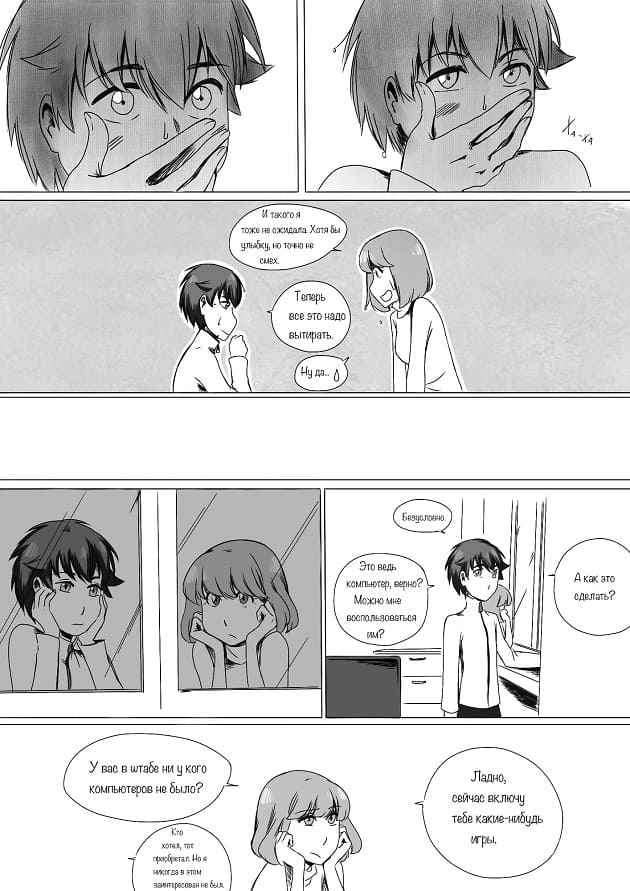 Ха-ха
И такого я
тоже не ожидала. Хотя бы
улыбку, но точно не
смех.
Теперь
все это надо
вытирать.
Ну да..
Безусловно.
Это ведь
компьютер, верно?
Можно мне
воспользоваться
им?
А как это
сделать?
У вас в штабе ни у кого
компьютеров не было?
Кто
хотел, тот
приобретал. Но я
никогда в этом
заинтересован не был.
Ладно,
сейчас включу
тебе какие-нибудь
игры.